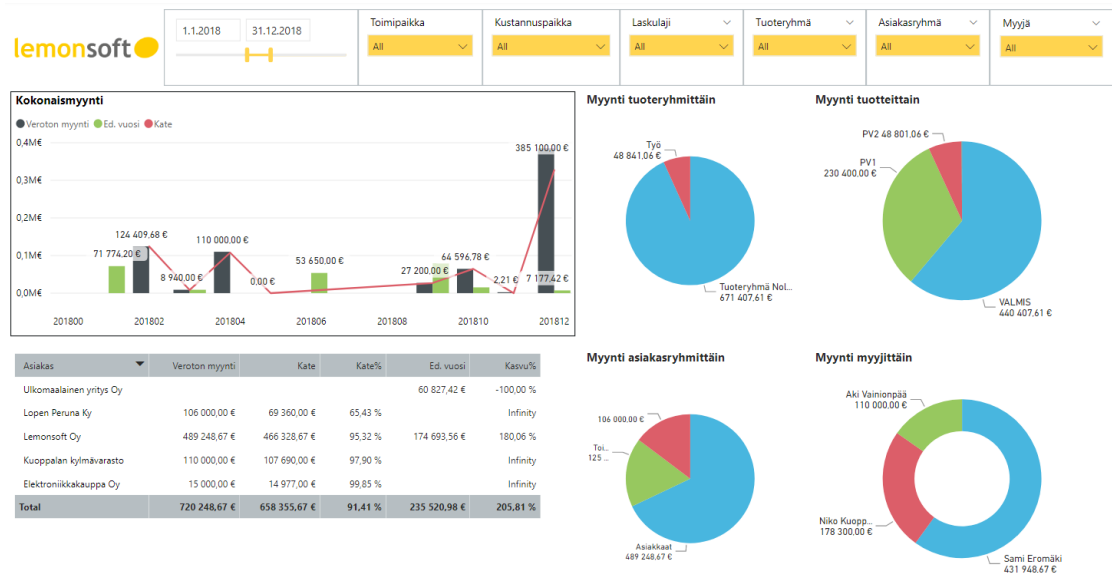 lemonsoft
1.1.2018 31.12.2018
Toimipaikka
All
Kustannuspaikka
All
Laskulaji
All
Tuoteryhmä
All
Asiakasryhmä
All
Myyjä
All
Kokonaismyynti
Veroton myynti Ed. vuosi Kate
0,4M€
0,3M€
0,2M€
0,1M€
0,0M€
71 774,20 €
124 409,68 €
8 940,00 €
110 000,00 €
0,00 €
53 650,00 €
27 200,00 €
64 596,78 €
2,21 €
385 100,00 €
7 177,42 €
201800 201802 201804 201806 201808 201810 201812
Myynti tuoteryhmittäin
Työ
48 841,06 €
Tuoteryhmä Nol...
671 407,61 €
Myynti tuotteittain
PV2 48 801,06 €
PV1
230 400,00 €
VALMIS
440 407,61 €
Asiakas Veroton myynti Kate Kate% Ed. vuosi Kasvu%
Ulkomaalainen yritys Oy 60 827,42 € -100,00 %
Lopen Peruna Ky 106 000,00 € 69 360,00 € 65,43 % Infinity
Lemonsoft Oy 489 248,67 € 466 328,67 € 95,32 % 174 693,56 € 180,06 %
Kuoppalan kylmävarasto 110 000,00 € 107 690,00 € 97,90 % Infinity
Elektroniikkakauppa Oy 15 000,00 € 14 977,00 € 99,85 % Infinity
Total 720 248,67 € 658 355,67 € 91,41 % 235 520,98 € 205,81 %
Myynti asiakasryhmittäin
106 000,00 €
Toi...
125 ...
Asiakkaat
489 248,67 €
Myynti myyjittäin
Aki Vainionpää
110 000,00 €
Niko Kuopp...
178 300,00 €
Sami Eromäki
431 948,67 €